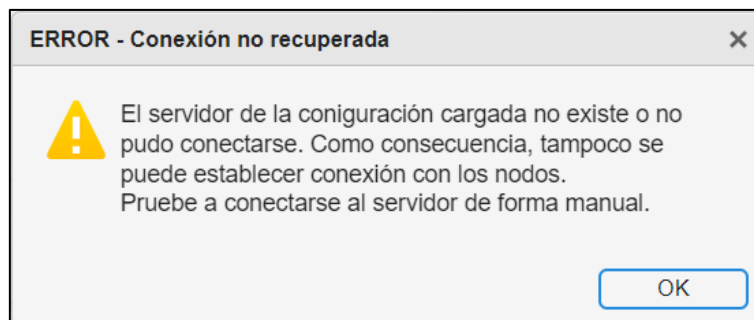 ERROR - Conexión no recuperada
El servidor de la coniguración cargada no existe o no
pudo conectarse. Como consecuencia, tampoco se
puede establecer conexión con los nodos.
Pruebe a conectarse al servidor de forma manual.
OK